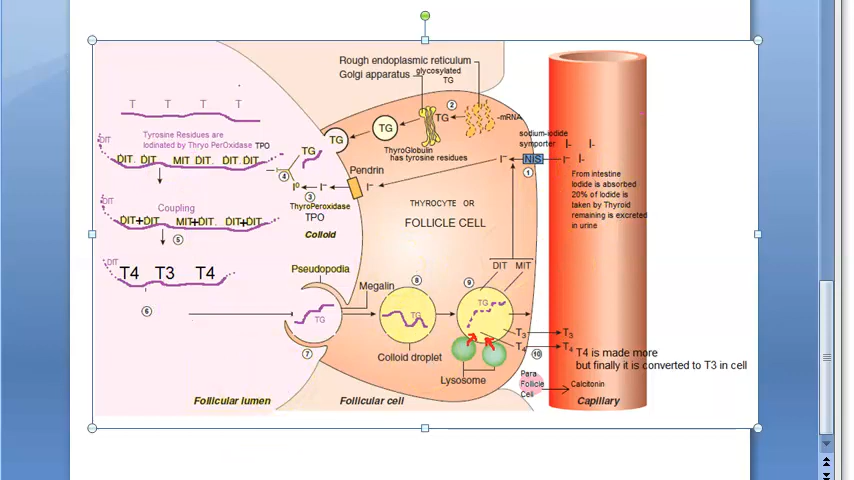 Rough endoplasmic reticulum
Golgi apparatus
glycosylated
TG
T T T T
Tyrosine Residues are
Iodinated by Thryo PerOxidase TPO
DIT
DIT. DIT. MIT DIT. DIT. DIT
Coupling
DIT
DIT+DIT MIT+DIT. DIT+DIT
5
DIT
T4 T3 T4
6
TG
TG
TG
TG
2
-mRNA
ThyroGlobulin
has tyrosine residues
4
I⁰
I⁻
3
ThyroPeroxidase
TPO
Colloid
Pendrin
I⁻
THYROCYTE OR
FOLLICLE CELL
sodium-iodide
symporter
I- I-
I⁻
NIS
I⁻ I-
1
From intestine
Iodide is absorbed
20% of Iodide is
taken by Thyroid
remaining is excreted
in urine
DIT MIT
Pseudopodia
Megalin
TG
7
8
TG
Colloid droplet
9
TG
Lysosome
T₃ T₃
T₄ T₄
10
T4 is made more
but finally it is converted to T3 in cell
Para
Follicle
Cell
Calcitonin
Follicular lumen
Follicular cell
Capillary